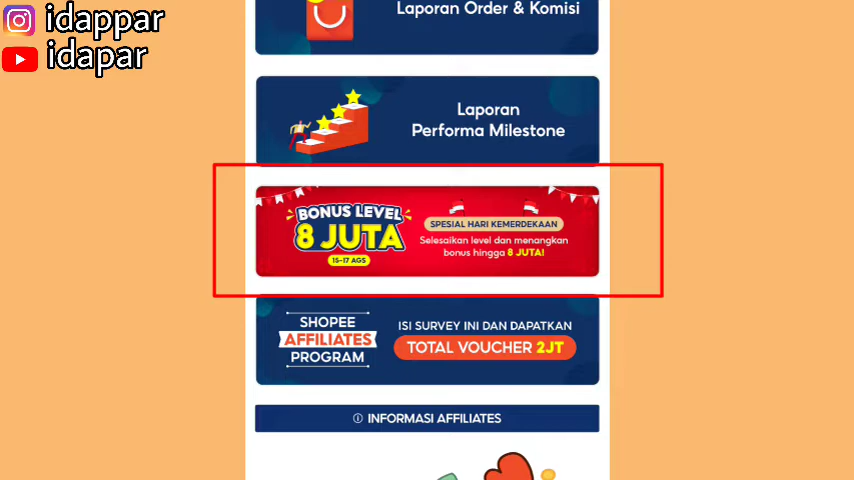 idappar
idapar
Laporan Order & Komisi
Laporan
Performa Milestone
BONUS LEVEL
8 JUTA
15-17 AGS
SPESIAL HARI KEMERDEKAAN
Selesaikan level dan menangkan
bonus hingga 8 JUTA!
SHOPEE
AFFILIATES
PROGRAM
ISI SURVEY INI DAN DAPATKAN
TOTAL VOUCHER 2JT
INFORMASI AFFILIATES